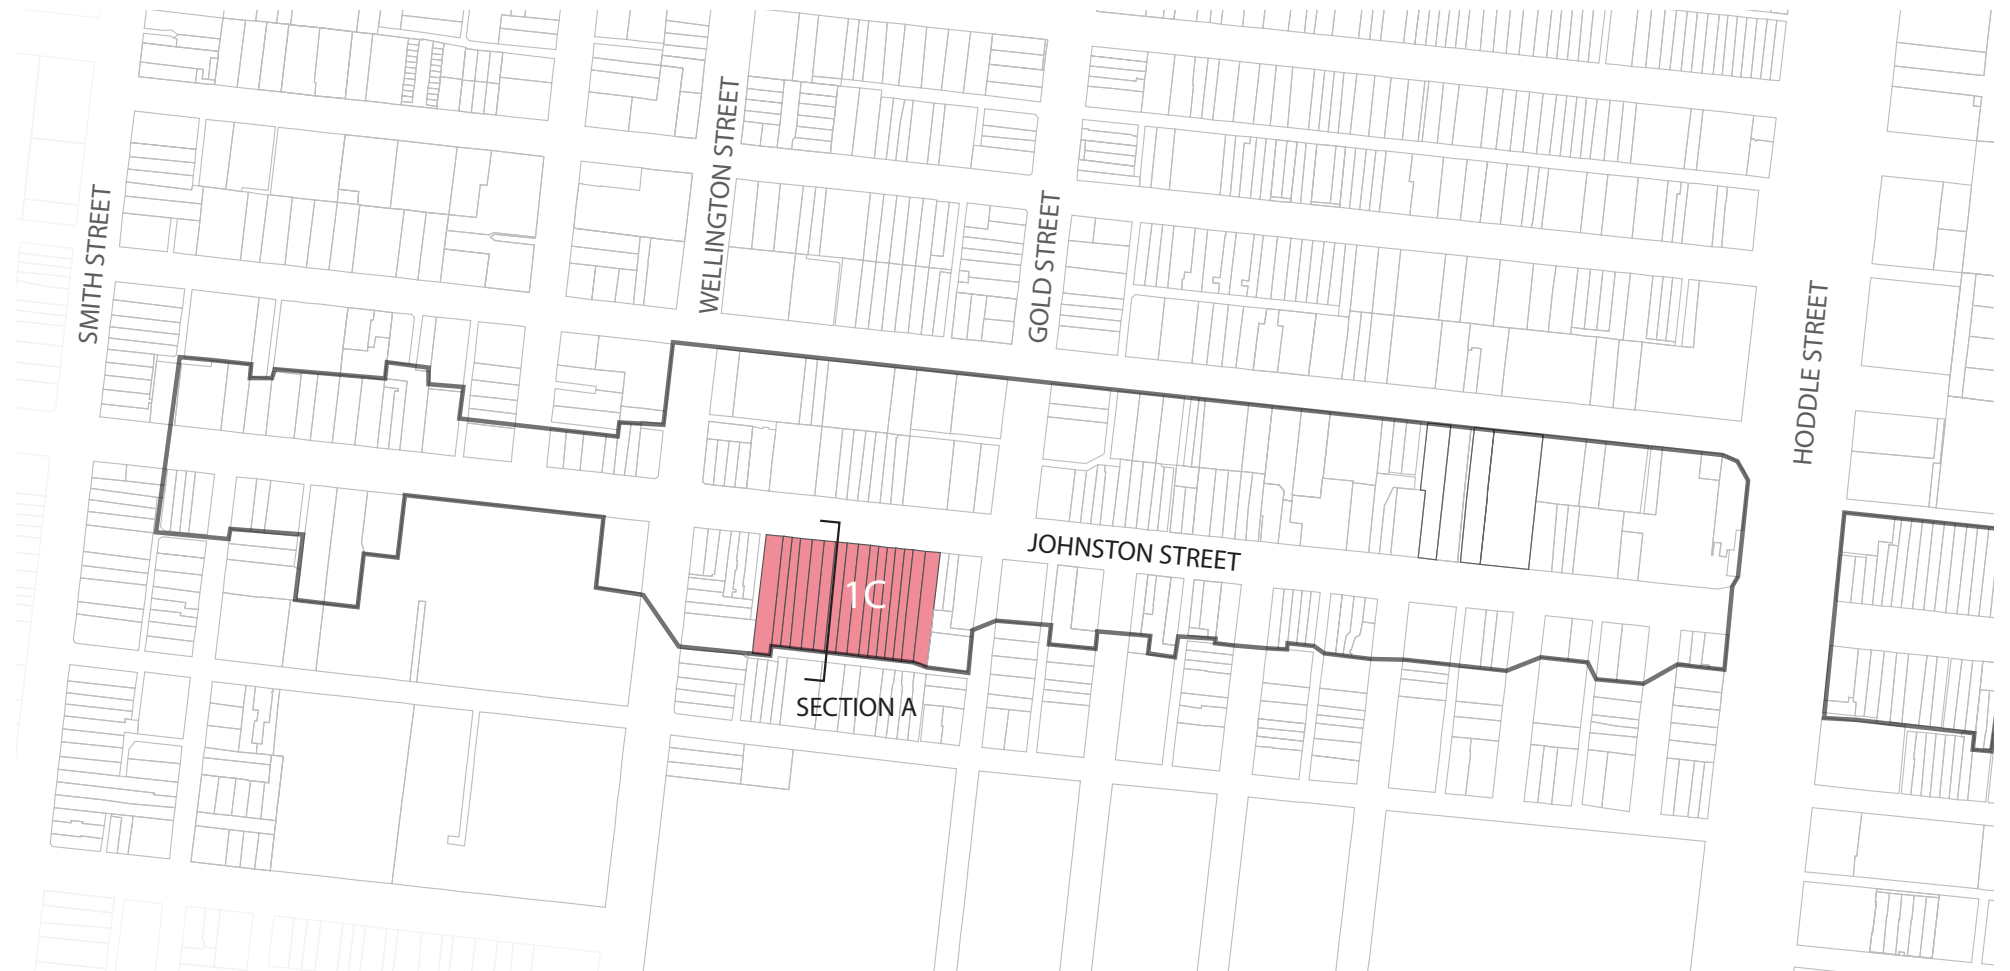 SMITH STREET
WELLINGTON STREET
GOLD STREET
HODDLE STREET
JOHNSTON STREET
1C
SECTION A